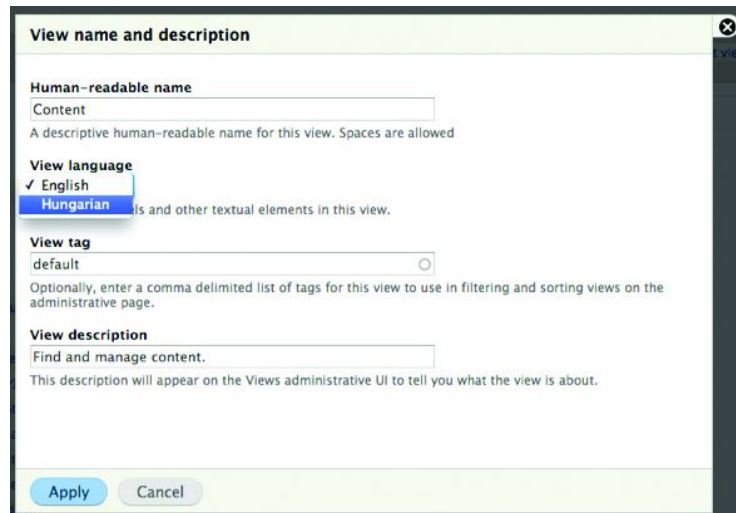 View name and description
t vie
Human-readable name
Content
A descriptive human-readable name for this view. Spaces are allowed
View language
✓ English
Hungarian
ls and other textual elements in this view.
View tag
default
Optionally, enter a comma delimited list of tags for this view to use in filtering and sorting views on the
administrative page.
View description
Find and manage content.
This description will appear on the Views administrative UI to tell you what the view is about.
Apply Cancel